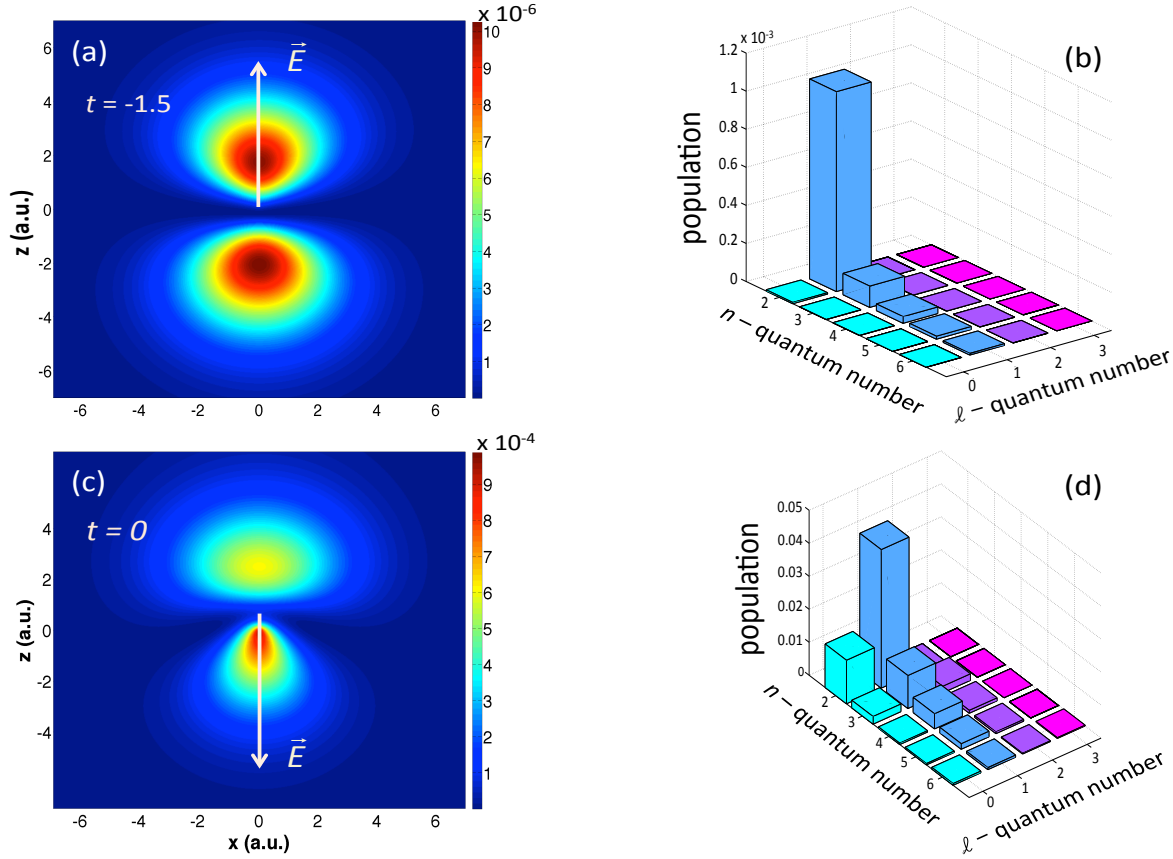 x 10-6
(a)
E⃗
t = -1.5
10
9
8
7
6
5
4
3
2
1
6
4
2
0
-2
-4
-6
z (a.u.)
-6 -4 -2 0 2 4 6
(b)
x 10-3
1.2
1
0.8
0.6
0.4
0.2
0
population
2
3
4
5
6
n – quantum number
0
1
2
3
ℓ – quantum number
x 10-4
(c)
t = 0
E⃗
9
8
7
6
5
4
3
2
1
4
2
0
-2
-4
z (a.u.)
-6 -4 -2 0 2 4 6
x (a.u.)
(d)
0.05
0.04
0.03
0.02
0.01
0
population
2
3
4
5
6
n – quantum number
0
1
2
3
ℓ – quantum number